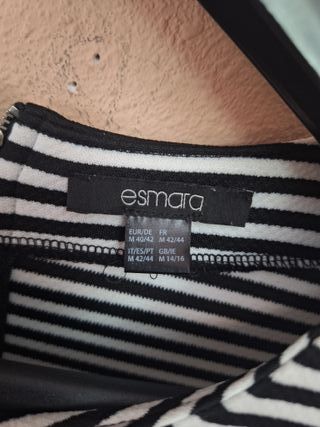 esmara
EUR/DE FR
M 40/42 M 42/44
IT/ES/PT GB/IE
M 42/44 M 14/16